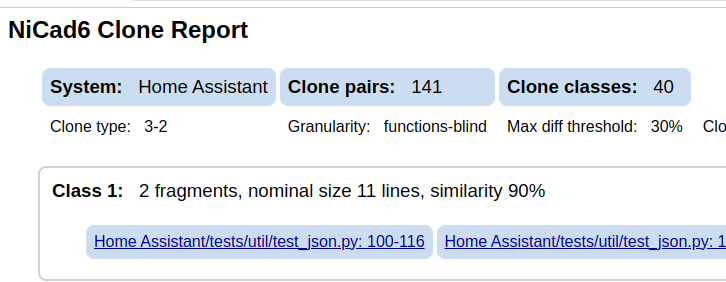 NiCad6 Clone Report
System: Home Assistant Clone pairs: 141 Clone classes: 40
Clone type: 3-2 Granularity: functions-blind Max diff threshold: 30% Clo
Class 1: 2 fragments, nominal size 11 lines, similarity 90%
Home Assistant/tests/util/test_json.py: 100-116 Home Assistant/tests/util/test_json.py: 1